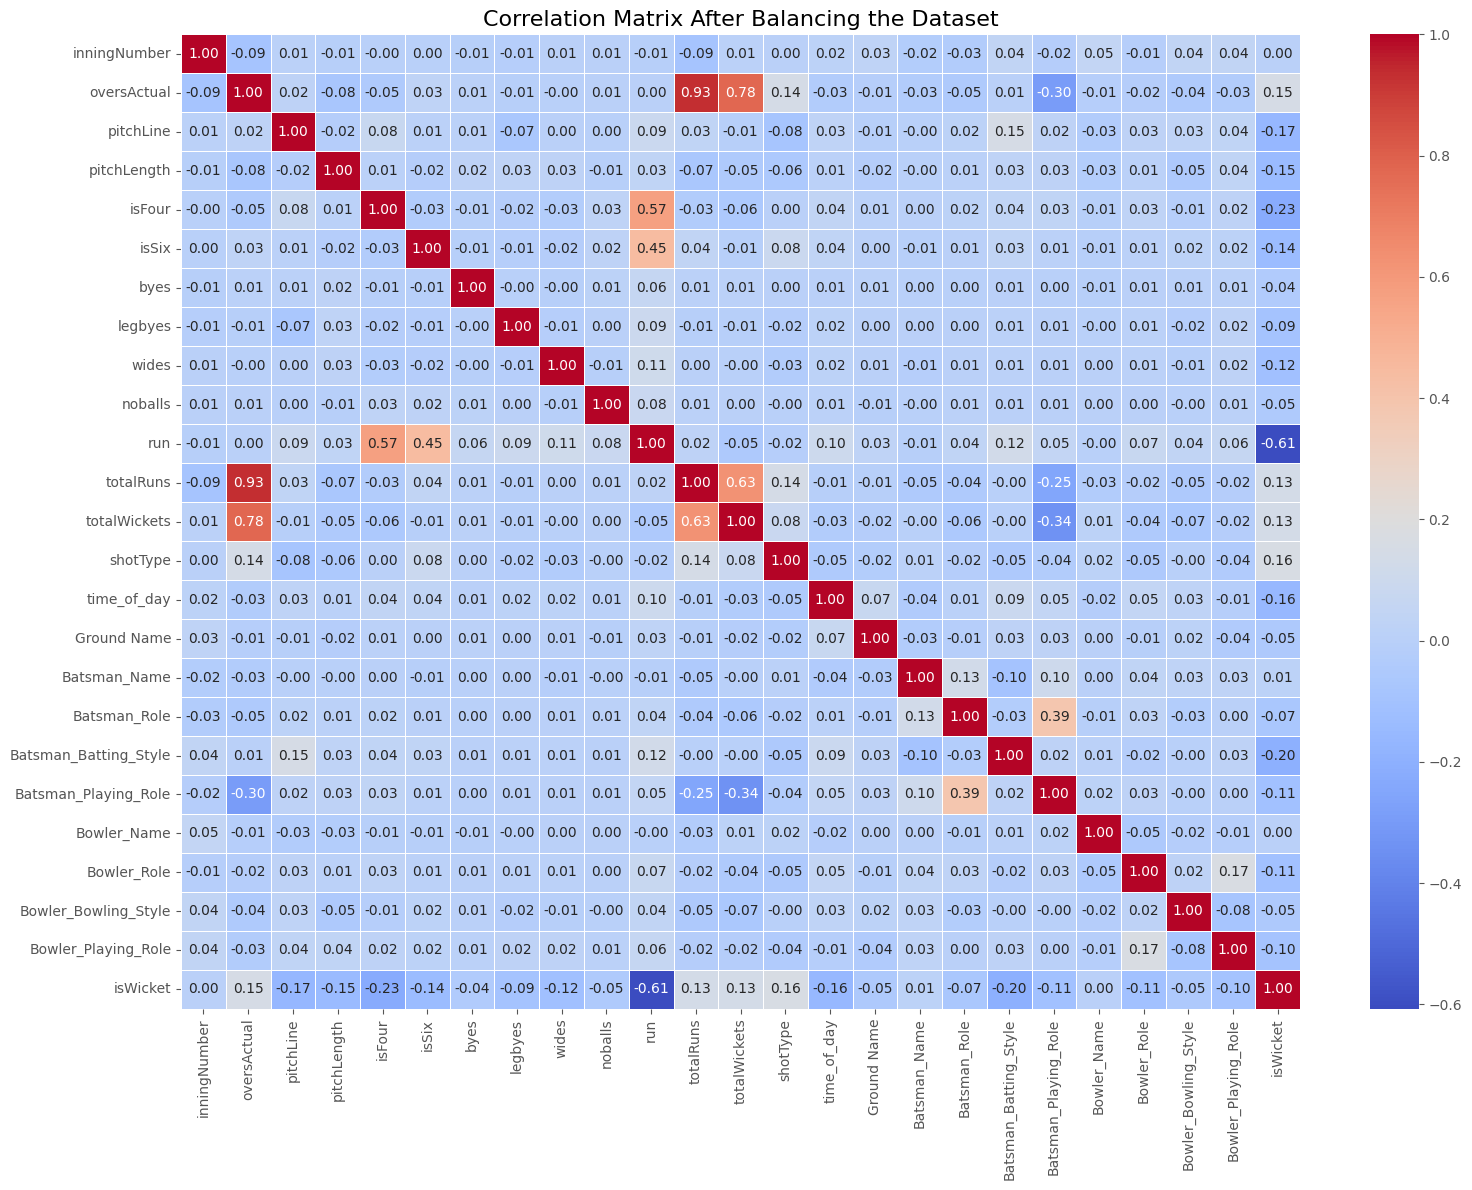 Correlation Matrix After Balancing the Dataset
inningNumber 1.00 -0.09 0.01 -0.01 -0.00 0.00 -0.01 -0.01 0.01 0.01 -0.01 -0.09 0.01 0.00 0.02 0.03 -0.02 -0.03 0.04 -0.02 0.05 -0.01 0.04 0.04 0.00
oversActual -0.09 1.00 0.02 -0.08 -0.05 0.03 0.01 -0.01 -0.00 0.01 0.00 0.93 0.78 0.14 -0.03 -0.01 -0.03 -0.05 0.01 -0.30 -0.01 -0.02 -0.04 -0.03 0.15
pitchLine 0.01 0.02 1.00 -0.02 0.08 0.01 0.01 -0.07 0.00 0.00 0.09 0.03 -0.01 -0.08 0.03 -0.01 -0.00 0.02 0.15 0.02 -0.03 0.03 0.03 0.04 -0.17
pitchLength -0.01 -0.08 -0.02 1.00 0.01 -0.02 0.02 0.03 0.03 -0.01 0.03 -0.07 -0.05 -0.06 0.01 -0.02 -0.00 0.01 0.03 0.03 -0.03 0.01 -0.05 0.04 -0.15
isFour -0.00 -0.05 0.08 0.01 1.00 -0.03 -0.01 -0.02 -0.03 0.03 0.57 -0.03 -0.06 0.00 0.04 0.01 0.00 0.02 0.04 0.03 -0.01 0.03 -0.01 0.02 -0.23
isSix 0.00 0.03 0.01 -0.02 -0.03 1.00 -0.01 -0.01 -0.02 0.02 0.45 0.04 -0.01 0.08 0.04 0.00 -0.01 0.01 0.03 0.01 -0.01 0.01 0.02 0.02 -0.14
byes -0.01 0.01 0.01 0.02 -0.01 -0.01 1.00 -0.00 -0.00 0.01 0.06 0.01 0.01 0.00 0.01 0.01 0.00 0.00 0.01 0.00 -0.01 0.01 0.01 0.01 -0.04
legbyes -0.01 -0.01 -0.07 0.03 -0.02 -0.01 -0.00 1.00 -0.01 0.00 0.09 -0.01 -0.01 -0.02 0.02 0.00 0.00 0.00 0.01 0.01 -0.00 0.01 -0.02 0.02 -0.09
wides 0.01 -0.00 0.00 0.03 -0.03 -0.02 -0.00 -0.01 1.00 -0.01 0.11 0.00 -0.00 -0.03 0.02 0.01 -0.01 0.01 0.01 0.01 0.00 0.01 -0.01 0.02 -0.12
noballs 0.01 0.01 0.00 -0.01 0.03 0.02 0.01 0.00 -0.01 1.00 0.08 0.01 0.00 -0.00 0.01 -0.01 -0.00 0.01 0.01 0.01 0.00 0.00 -0.00 0.01 -0.05
run -0.01 0.00 0.09 0.03 0.57 0.45 0.06 0.09 0.11 0.08 1.00 0.02 -0.05 -0.02 0.10 0.03 -0.01 0.04 0.12 0.05 -0.00 0.07 0.04 0.06 -0.61
totalRuns -0.09 0.93 0.03 -0.07 -0.03 0.04 0.01 -0.01 0.00 0.01 0.02 1.00 0.63 0.14 -0.01 -0.01 -0.05 -0.04 -0.00 -0.25 -0.03 -0.02 -0.05 -0.02 0.13
totalWickets 0.01 0.78 -0.01 -0.05 -0.06 -0.01 0.01 -0.01 -0.00 0.00 -0.05 0.63 1.00 0.08 -0.03 -0.02 -0.00 -0.06 -0.00 -0.34 0.01 -0.04 -0.07 -0.02 0.13
shotType 0.00 0.14 -0.08 -0.06 0.00 0.08 0.00 -0.02 -0.03 -0.00 -0.02 0.14 0.08 1.00 -0.05 -0.02 0.01 -0.02 -0.05 -0.04 0.02 -0.05 -0.00 -0.04 0.16
time_of_day 0.02 -0.03 0.03 0.01 0.04 0.04 0.01 0.02 0.02 0.01 0.10 -0.01 -0.03 -0.05 1.00 0.07 -0.04 0.01 0.09 0.05 -0.02 0.05 0.03 -0.01 -0.16
Ground Name 0.03 -0.01 -0.01 -0.02 0.01 0.00 0.01 0.00 0.01 -0.01 0.03 -0.01 -0.02 -0.02 0.07 1.00 -0.03 -0.01 0.03 0.03 0.00 -0.01 0.02 -0.04 -0.05
Batsman_Name -0.02 -0.03 -0.00 -0.00 0.00 -0.01 0.00 0.00 -0.01 -0.00 -0.01 -0.05 -0.00 0.01 -0.04 -0.03 1.00 0.13 -0.10 0.10 0.00 0.04 0.03 0.03 0.01
Batsman_Role -0.03 -0.05 0.02 0.01 0.02 0.01 0.00 0.00 0.01 0.01 0.04 -0.04 -0.06 -0.02 0.01 -0.01 0.13 1.00 -0.03 0.39 -0.01 0.03 -0.03 0.00 -0.07
Batsman_Batting_Style 0.04 0.01 0.15 0.03 0.04 0.03 0.01 0.01 0.01 0.01 0.12 -0.00 -0.00 -0.05 0.09 0.03 -0.10 -0.03 1.00 0.02 0.01 -0.02 -0.00 0.03 -0.20
Batsman_Playing_Role -0.02 -0.30 0.02 0.03 0.03 0.01 0.00 0.01 0.01 0.01 0.05 -0.25 -0.34 -0.04 0.05 0.03 0.10 0.39 0.02 1.00 0.02 0.03 -0.00 0.00 -0.11
Bowler_Name 0.05 -0.01 -0.03 -0.03 -0.01 -0.01 -0.01 -0.00 0.00 0.00 -0.00 -0.03 0.01 0.02 -0.02 0.00 0.00 -0.01 0.01 0.02 1.00 -0.05 -0.02 -0.01 0.00
Bowler_Role -0.01 -0.02 0.03 0.01 0.03 0.01 0.01 0.01 0.01 0.00 0.07 -0.02 -0.04 -0.05 0.05 -0.01 0.04 0.03 -0.02 0.03 -0.05 1.00 0.02 0.17 -0.11
Bowler_Bowling_Style 0.04 -0.04 0.03 -0.05 -0.01 0.02 0.01 -0.02 -0.01 -0.00 0.04 -0.05 -0.07 -0.00 0.03 0.02 0.03 -0.03 -0.00 -0.00 -0.02 0.02 1.00 -0.08 -0.05
Bowler_Playing_Role 0.04 -0.03 0.04 0.04 0.02 0.02 0.01 0.02 0.02 0.01 0.06 -0.02 -0.02 -0.04 -0.01 -0.04 0.03 0.00 0.03 0.00 -0.01 0.17 -0.08 1.00 -0.10
isWicket 0.00 0.15 -0.17 -0.15 -0.23 -0.14 -0.04 -0.09 -0.12 -0.05 -0.61 0.13 0.13 0.16 -0.16 -0.05 0.01 -0.07 -0.20 -0.11 0.00 -0.11 -0.05 -0.10 1.00
inningNumber
oversActual
pitchLine
pitchLength
isFour
isSix
byes
legbyes
wides
noballs
run
totalRuns
totalWickets
shotType
time_of_day
Ground Name
Batsman_Name
Batsman_Role
Batsman_Batting_Style
Batsman_Playing_Role
Bowler_Name
Bowler_Role
Bowler_Bowling_Style
Bowler_Playing_Role
isWicket
1.0
0.8
0.6
0.4
0.2
0.0
−0.2
−0.4
−0.6